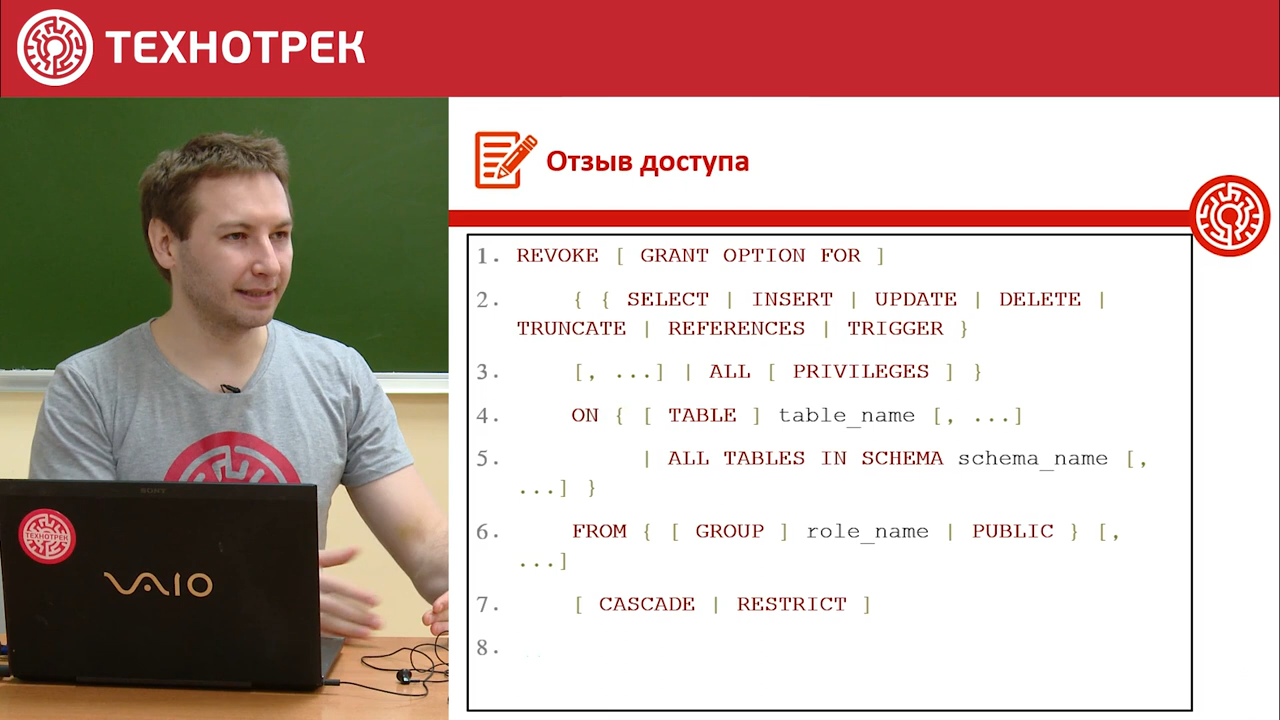 ТЕХНОТРЕК
Отзыв доступа
1. REVOKE [ GRANT OPTION FOR ]
2. { { SELECT | INSERT | UPDATE | DELETE |
TRUNCATE | REFERENCES | TRIGGER }
3. [, ...] | ALL [ PRIVILEGES ] }
4. ON { [ TABLE ] table_name [, ...]
5. | ALL TABLES IN SCHEMA schema_name [,
...] }
6. FROM { [ GROUP ] role_name | PUBLIC } [,
...]
7. [ CASCADE | RESTRICT ]
8.
SONY
ТЕХНОТРЕК
VAIO